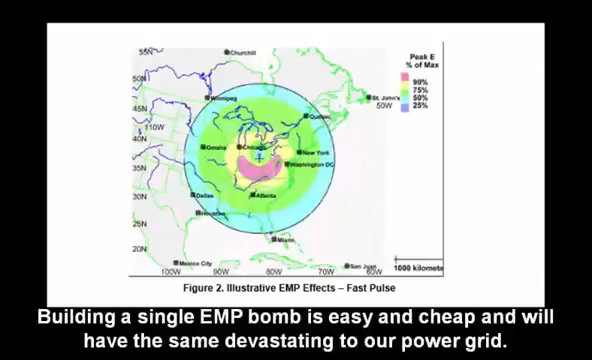 55N
Churchill
Peak E
% of Max
90%
75%
50%
25%
50N
Winnipeg
St. John's
50W
45N
110W
Quebec
40N
Omaha
Chicago
New York
Washington DC
35N
30N
Dallas
Atlanta
Houston
25N
Miami
20N
Mexico City
San Juan
100W
90W
80W
70W
60W
1000 kilomete
Figure 2. Illustrative EMP Effects – Fast Pulse
Building a single EMP bomb is easy and cheap and will
have the same devastating to our power grid.